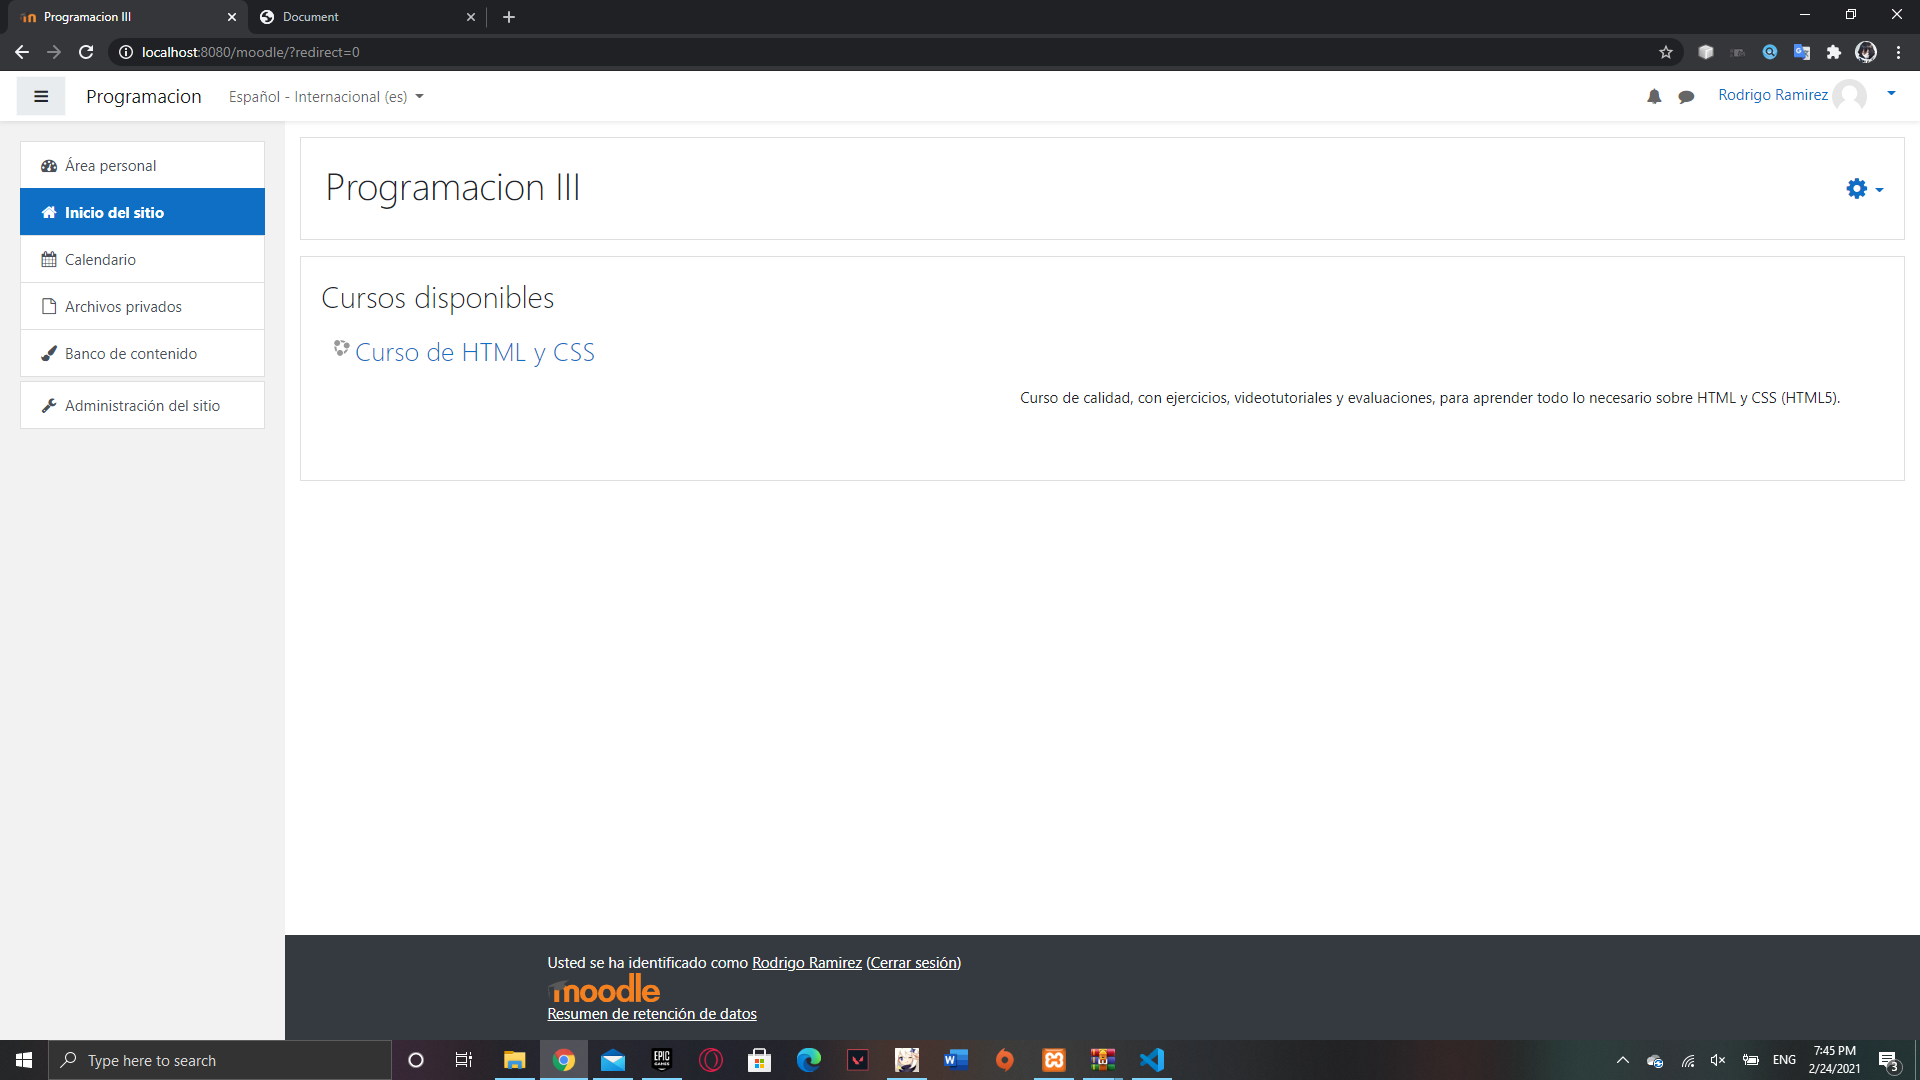 Programacion III
Document
localhost:8080/moodle/?redirect=0
Programacion
Español - Internacional (es)
Rodrigo Ramirez
Área personal
Inicio del sitio
Calendario
Archivos privados
Banco de contenido
Administración del sitio
Programacion III
Cursos disponibles
Curso de HTML y CSS
Curso de calidad, con ejercicios, videotutoriales y evaluaciones, para aprender todo lo necesario sobre HTML y CSS (HTML5).
Usted se ha identificado como Rodrigo Ramirez (Cerrar sesión)
moodle
Resumen de retención de datos
Type here to search
EPIC GAMES
ENG
7:45 PM
2/24/2021
3